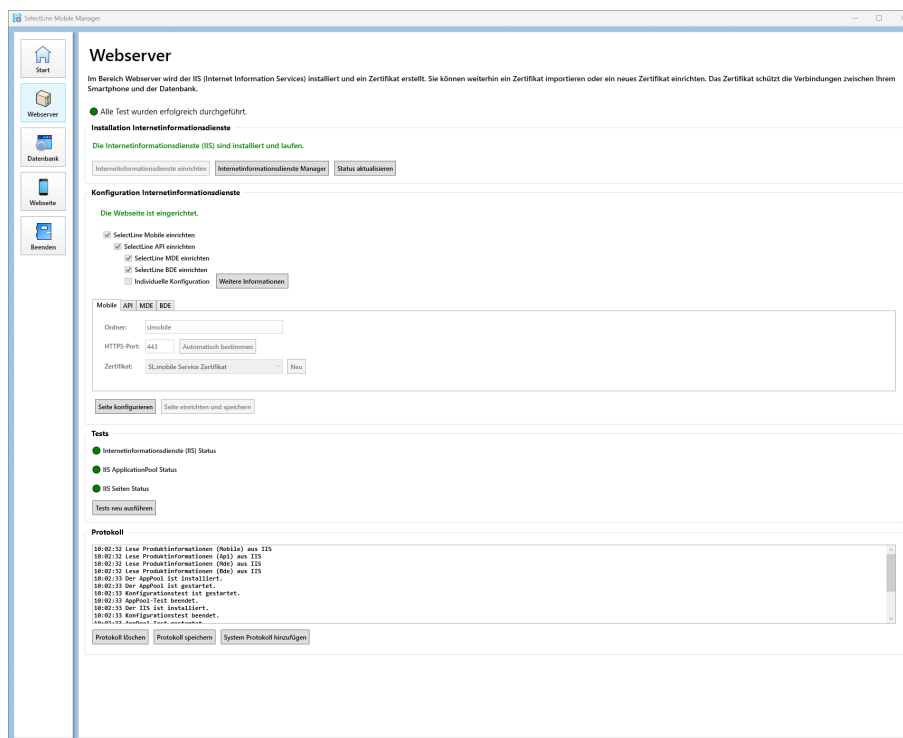 SelectLine Mobile Manager
Start
Webserver
Datenbank
Webseite
Beenden
Webserver
Im Bereich Webserver wird der IIS (Internet Information Services) installiert und ein Zertifikat erstellt. Sie können weiterhin ein Zertifikat importieren oder ein neues Zertifikat einrichten. Das Zertifikat schützt die Verbindungen zwischen Ihrem
Smartphone und der Datenbank.
Alle Test wurden erfolgreich durchgeführt.
Installation Internetinformationsdienste
Die Internetinformationsdienste (IIS) sind installiert und laufen.
Internetinformationsdienste einrichten Internetinformationsdienste Manager Status aktualisieren
Konfiguration Internetinformationsdienste
Die Webseite ist eingerichtet.
SelectLine Mobile einrichten
SelectLine API einrichten
SelectLine MDE einrichten
SelectLine BDE einrichten
Individuelle Konfiguration Weitere Informationen
Mobile API MDE BDE
Ordner: slmobile
HTTPS-Port: 443 Automatisch bestimmen
Zertifikat: SL.mobile Service Zertifikat Neu
Seite konfigurieren Seite einrichten und speichern
Tests
Internetinformationsdienste (IIS) Status
IIS ApplicationPool Status
IIS Seiten Status
Tests neu ausführen
Protokoll
10:02:32 Lese Produktinformationen (Mobile) aus IIS
10:02:32 Lese Produktinformationen (Api) aus IIS
10:02:32 Lese Produktinformationen (Mde) aus IIS
10:02:32 Lese Produktinformationen (Bde) aus IIS
10:02:33 Der AppPool ist installiert.
10:02:33 Der AppPool ist gestartet.
10:02:33 Konfigurationstest ist gestartet.
10:02:33 AppPool-Test beendet.
10:02:33 Der IIS ist installiert.
10:02:33 Konfigurationstest beendet.
10:02:33 AppPool-Test gestartet.
Protokoll löschen Protokoll speichern System Protokoll hinzufügen